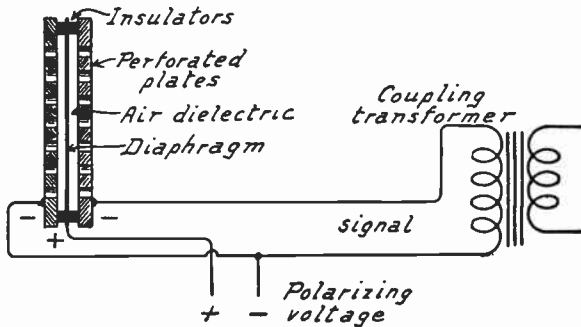 Insulators
Perforated
plates
Air dielectric
Diaphragm
Coupling
transformer
- + -
signal
+ - Polarizing
voltage